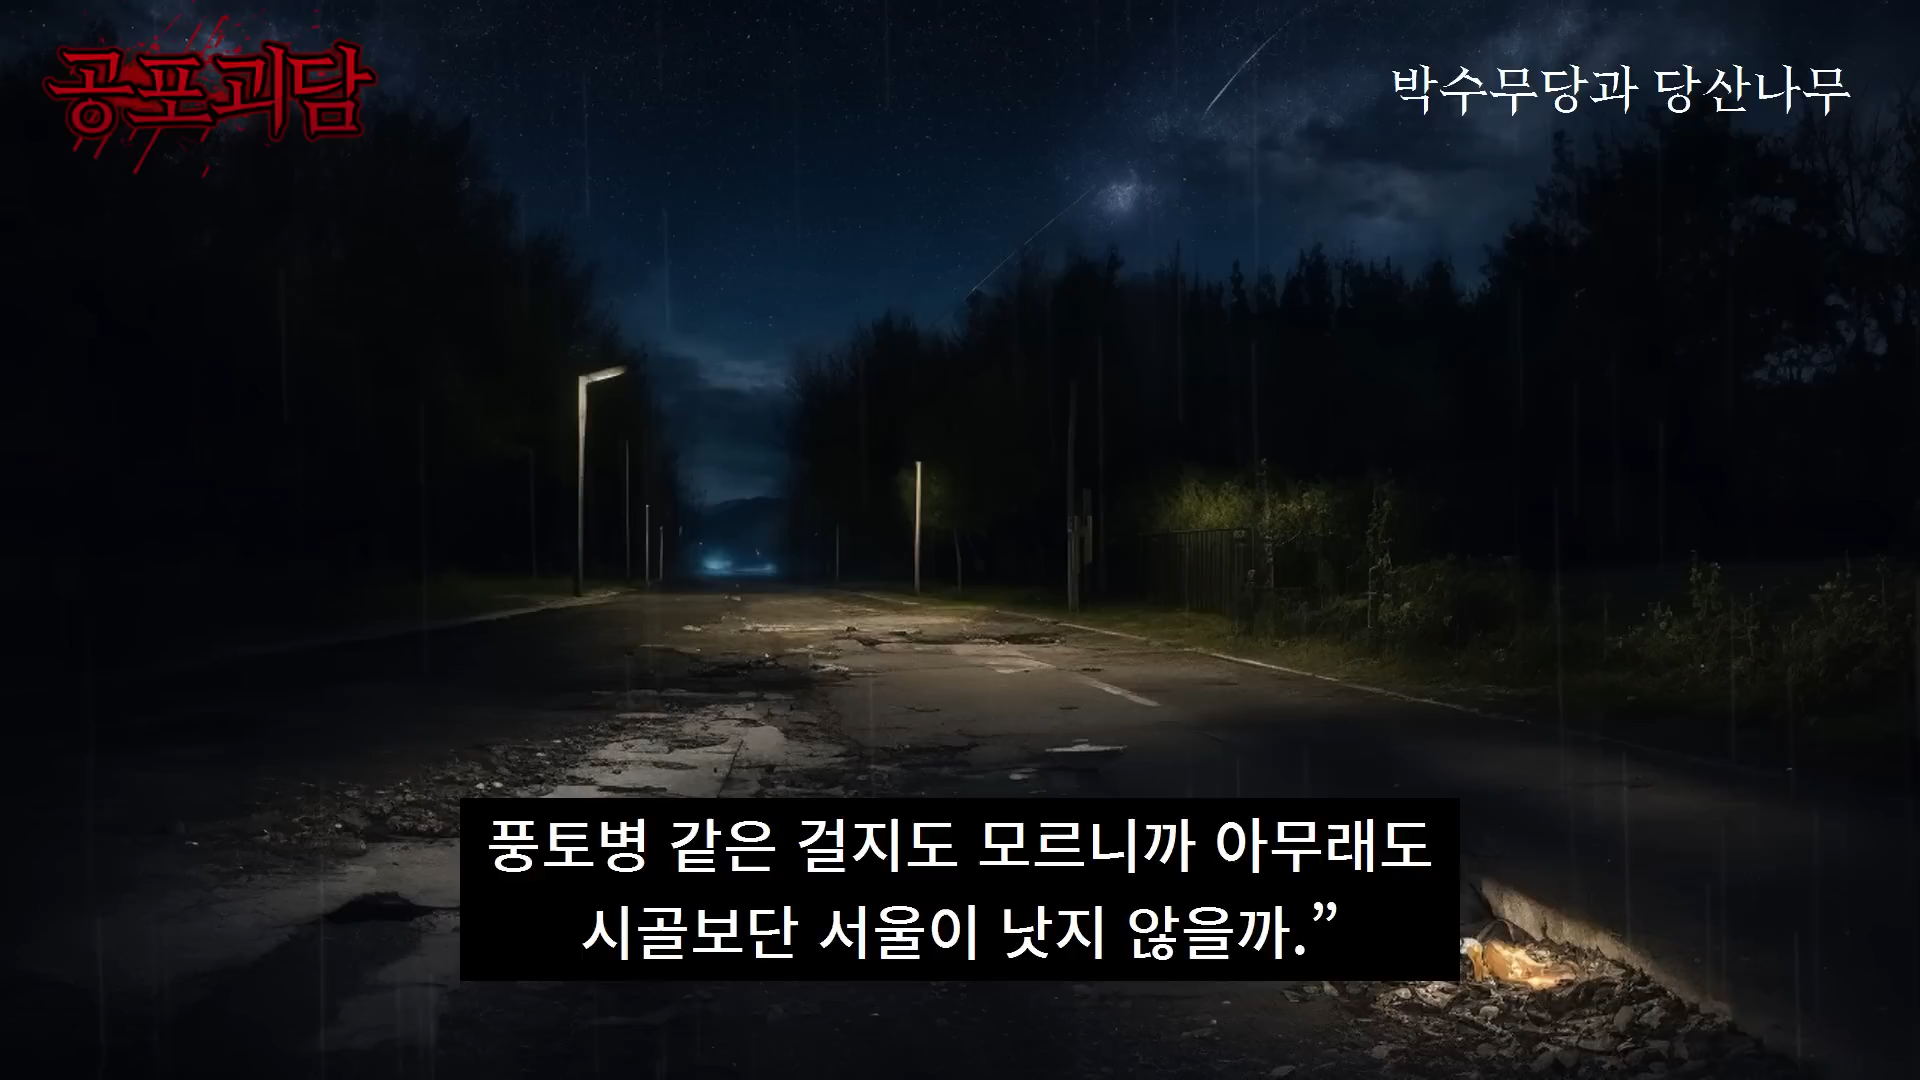 공포괴담
박수무당과 당산나무
풍토병 같은 걸지도 모르니까 아무래도
시골보단 서울이 낫지 않을까.”